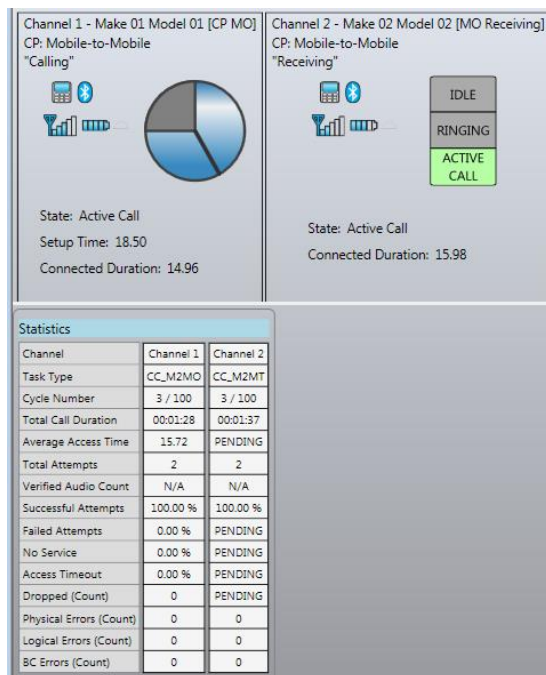 Channel 1 - Make 01 Model 01 [CP MO]
CP: Mobile-to-Mobile
"Calling"
State: Active Call
Setup Time: 18.50
Connected Duration: 14.96
Channel 2 - Make 02 Model 02 [MO Receiving]
CP: Mobile-to-Mobile
"Receiving"
IDLE
RINGING
ACTIVE
CALL
State: Active Call
Connected Duration: 15.98
Statistics
Channel Channel 1 Channel 2
Task Type CC_M2MO CC_M2MT
Cycle Number 3 / 100 3 / 100
Total Call Duration 00:01:28 00:01:37
Average Access Time 15.72 PENDING
Total Attempts 2 2
Verified Audio Count N/A N/A
Successful Attempts 100.00 % 100.00 %
Failed Attempts 0.00 % PENDING
No Service 0.00 % PENDING
Access Timeout 0.00 % PENDING
Dropped (Count) 0 PENDING
Physical Errors (Count) 0 0
Logical Errors (Count) 0 0
BC Errors (Count) 0 0